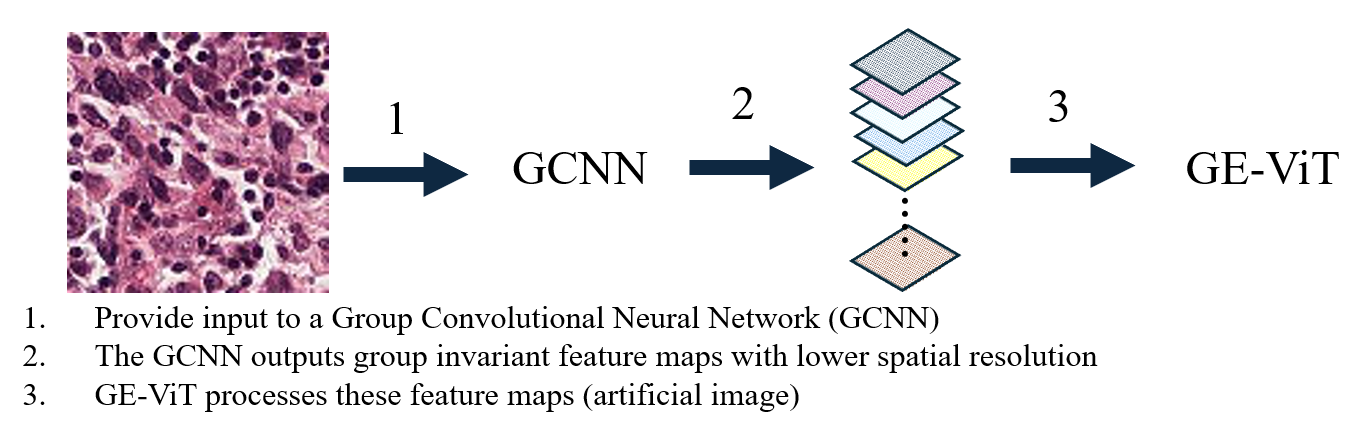 1
2
3
GCNN
GE-ViT
1. Provide input to a Group Convolutional Neural Network (GCNN)
2. The GCNN outputs group invariant feature maps with lower spatial resolution
3. GE-ViT processes these feature maps (artificial image)